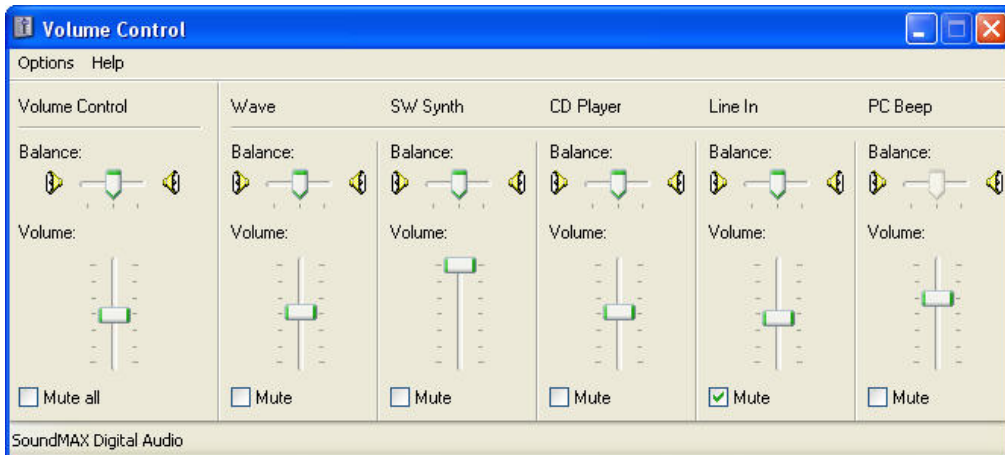 Volume Control
Options Help
Volume Control Wave SW Synth CD Player Line In PC Beep
Balance: Balance: Balance: Balance: Balance: Balance:
Volume: Volume: Volume: Volume: Volume: Volume:
Mute all Mute Mute Mute Mute Mute
SoundMAX Digital Audio